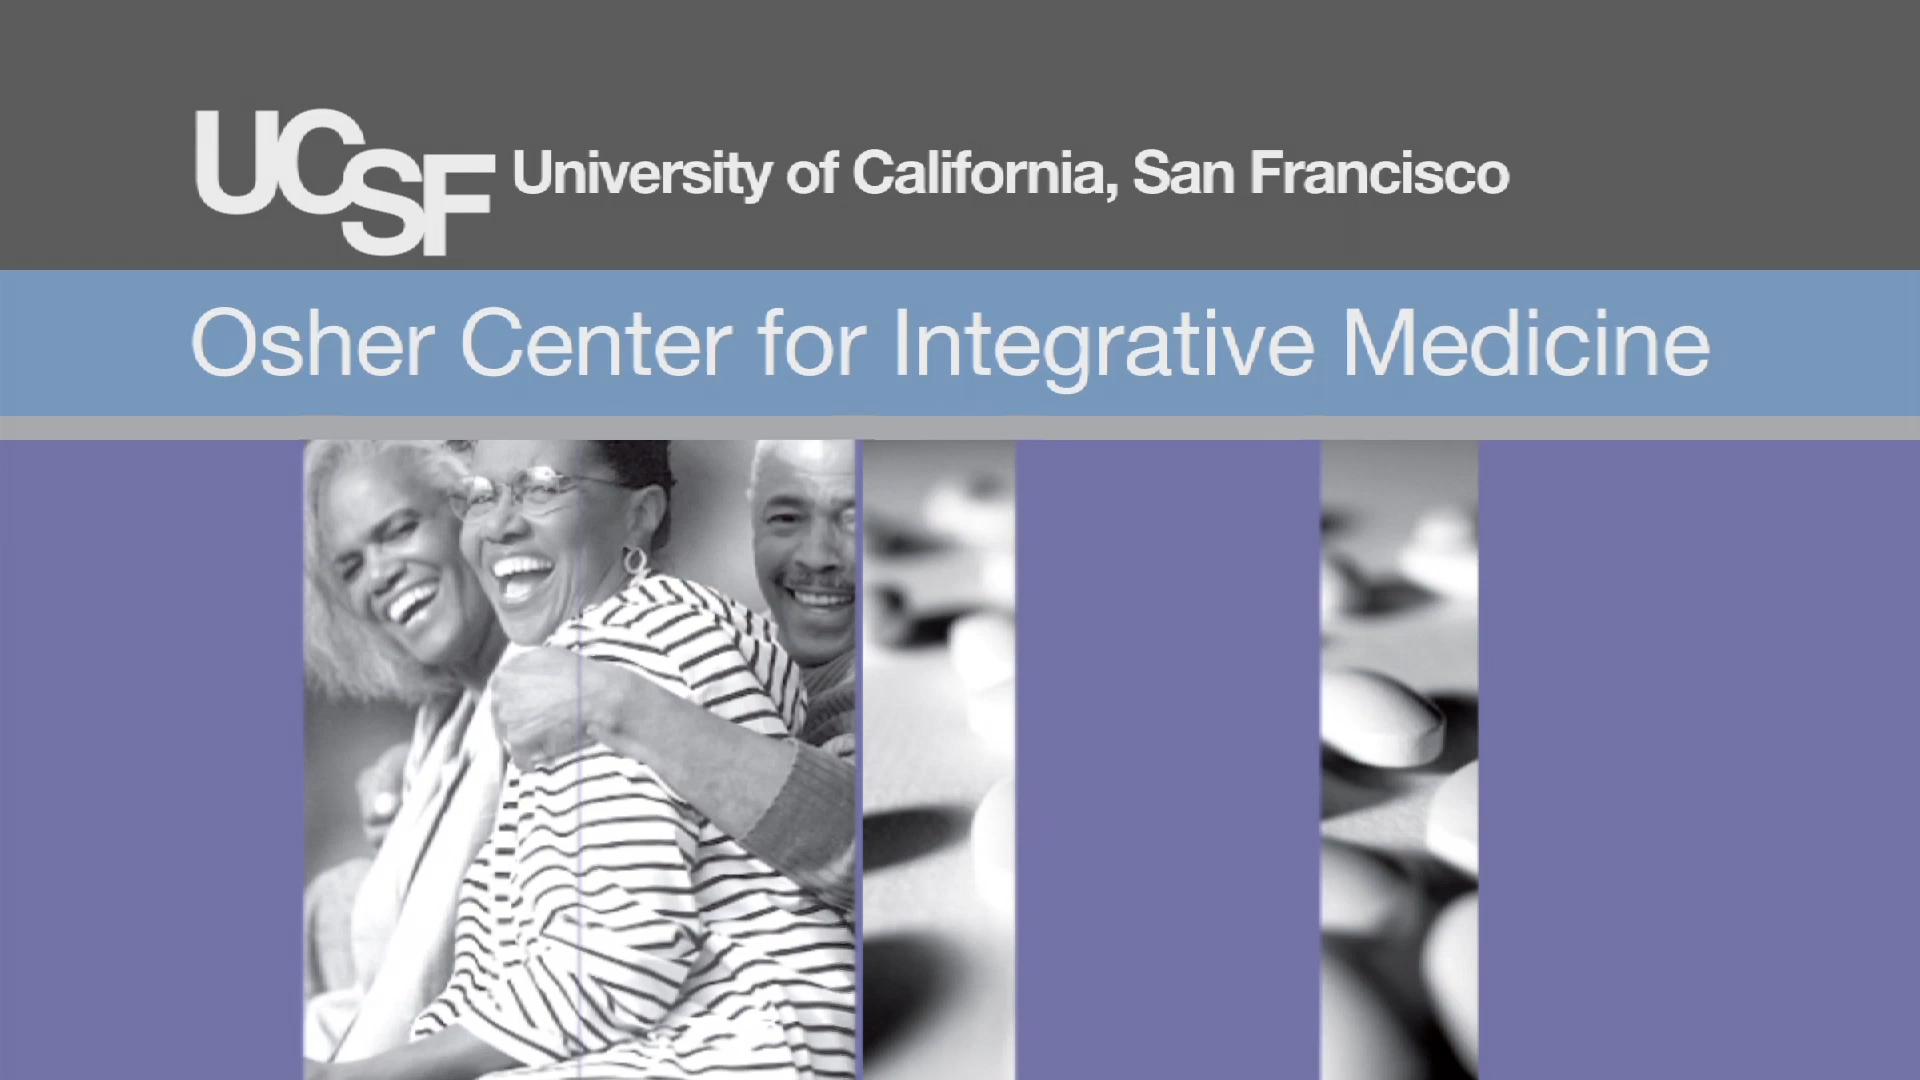 UCSF University of California, San Francisco
Osher Center for Integrative Medicine